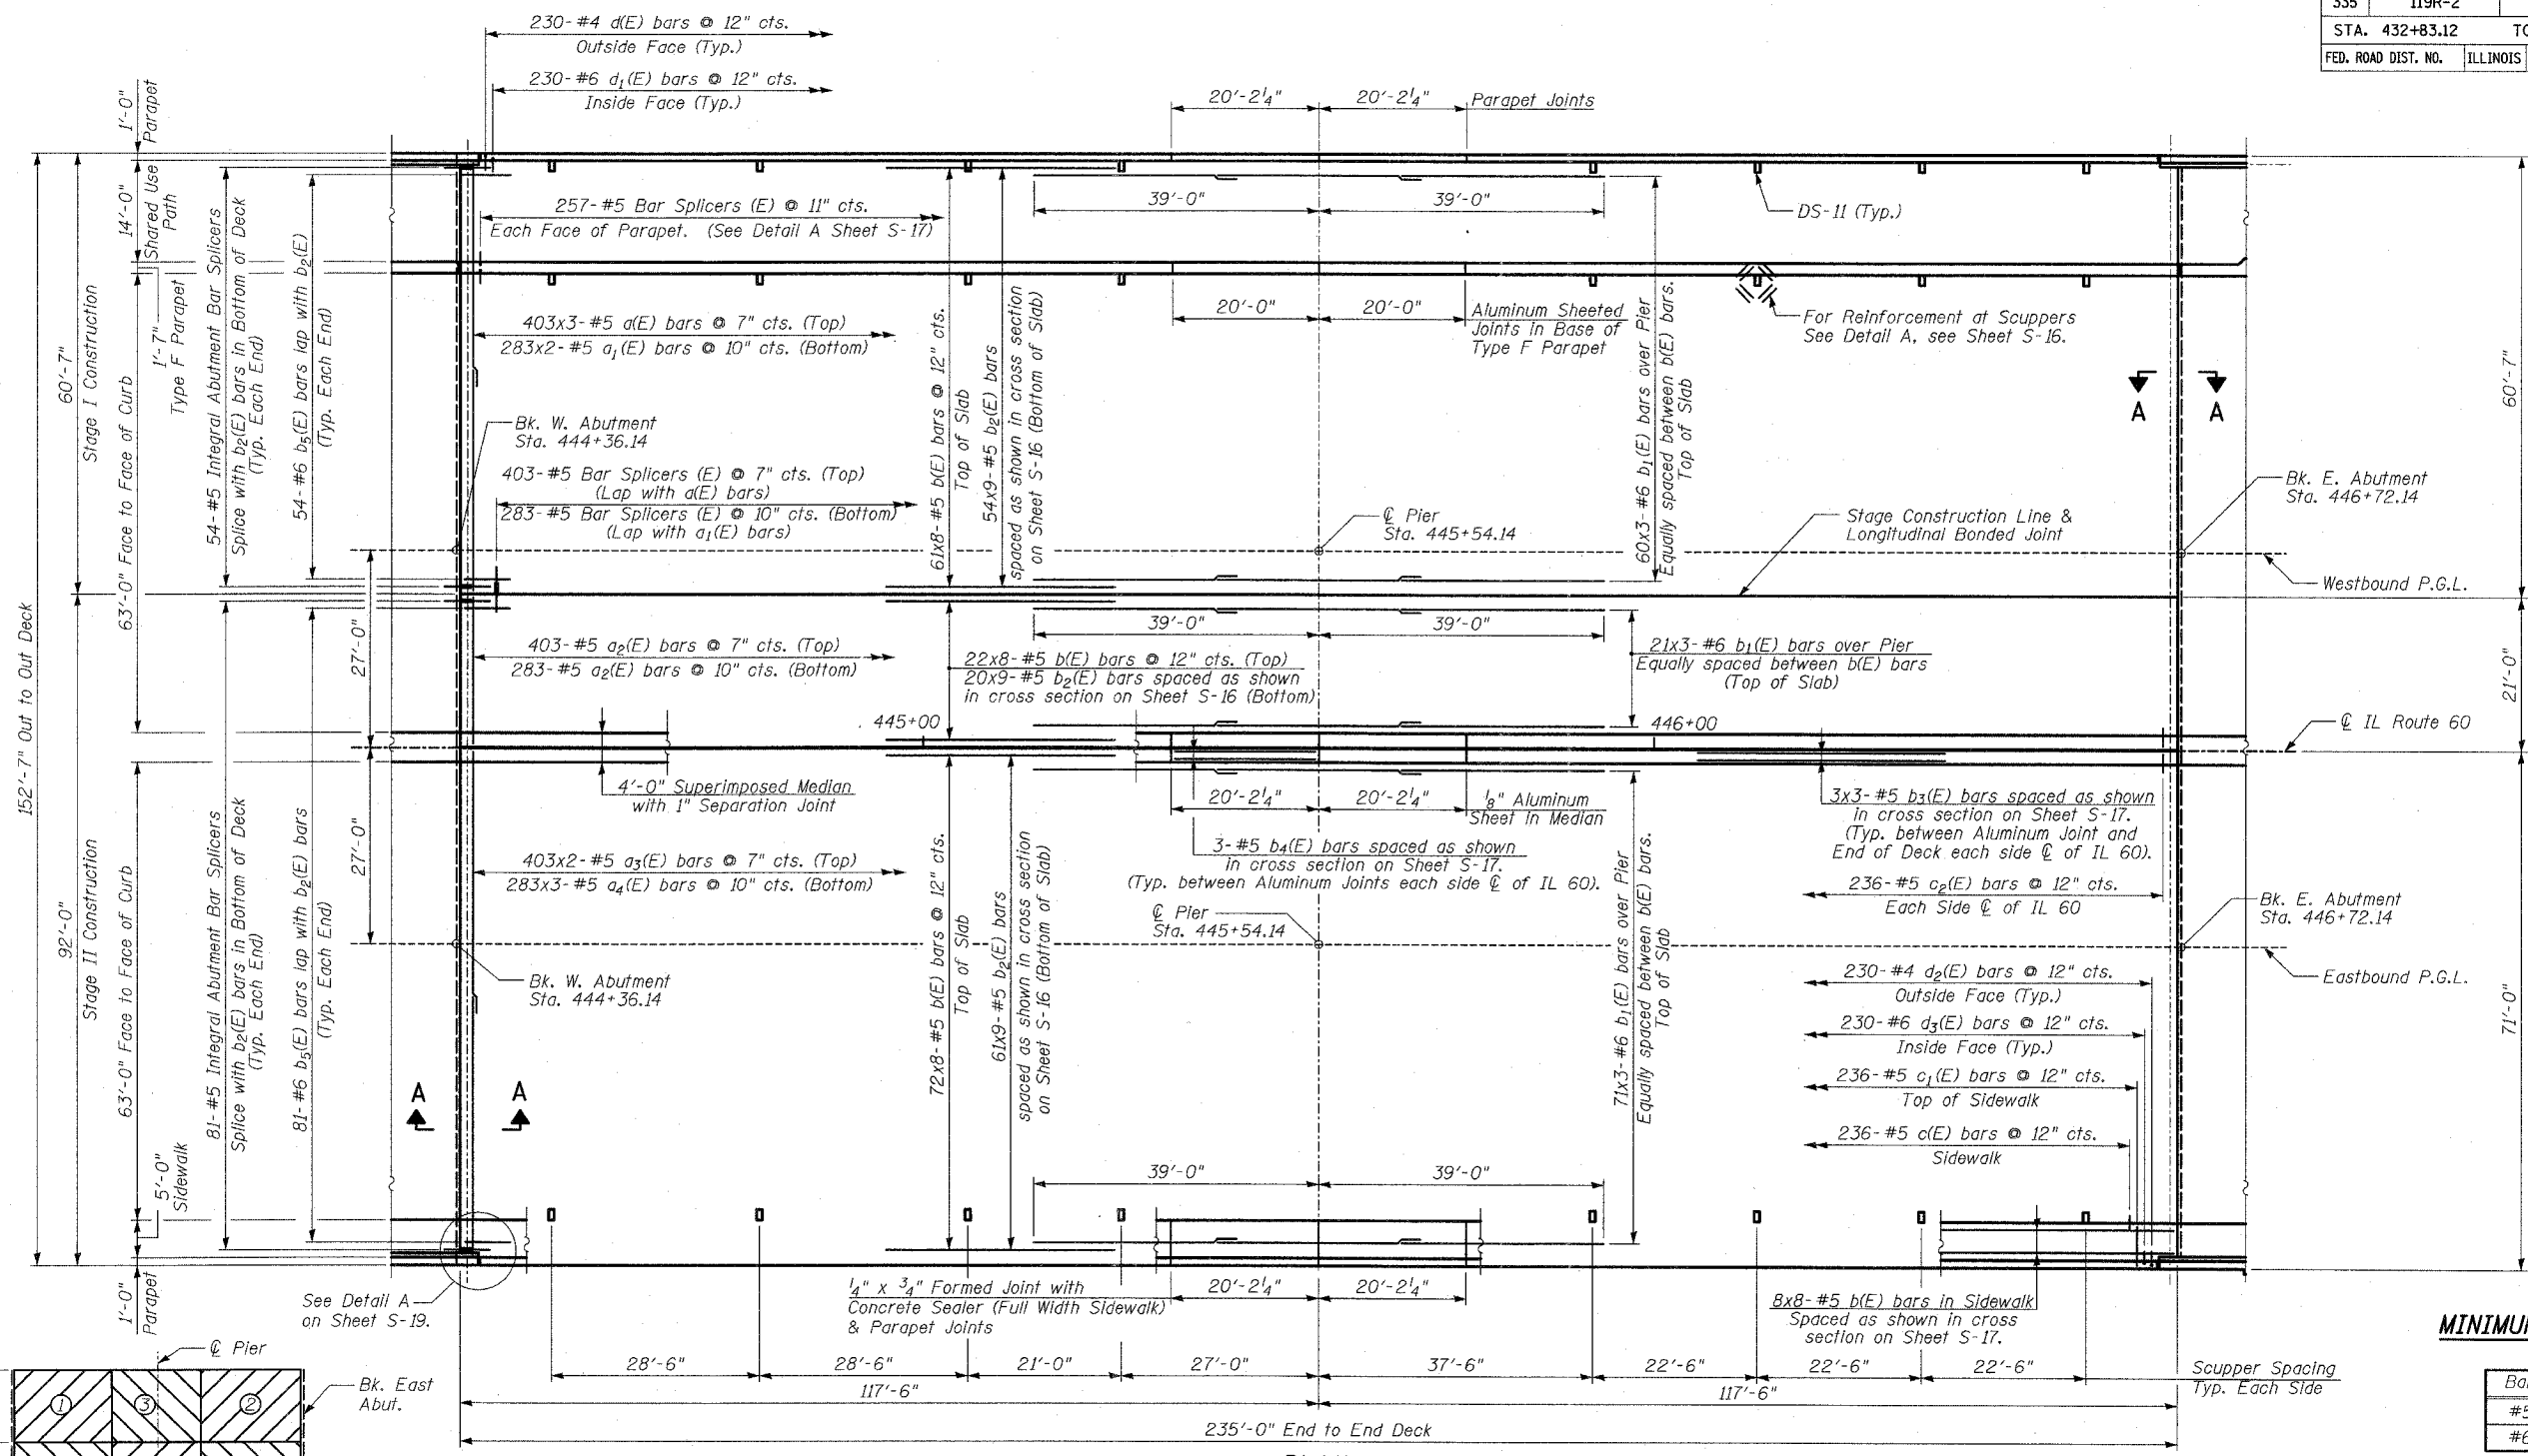 335 119R-2
STA. 432+83.12 TO
FED. ROAD DIST. NO. ILLINOIS
230-#4 d(E) bars @ 12" cts.
Outside Face (Typ.)
230-#6 d₁(E) bars @ 12" cts.
Inside Face (Typ.)
20'-2¼" 20'-2¼" Parapet Joints
1'-0"
Parapet
14'-0"
Shared Use
Path
1'-7"
Type F Parapet
60'-7"
Stage I Construction
63'-0" Face to Face of Curb
54-#5 Integral Abutment Bar Splicers
Splice with b₂(E) bars in Bottom of Deck
(Typ. Each End)
54-#6 b₅(E) bars lap with b₂(E)
(Typ. Each End)
257-#5 Bar Splicers (E) @ 11" cts.
Each Face of Parapet. (See Detail A Sheet S-17)
39'-0" 39'-0"
DS-11 (Typ.)
403x3-#5 a(E) bars @ 7" cts. (Top)
283x2-#5 a₁(E) bars @ 10" cts. (Bottom)
20'-0" 20'-0"
Aluminum Sheeted
Joints in Base of
Type F Parapet
For Reinforcement at Scuppers
See Detail A, see Sheet S-16.
61x8-#5 b(E) bars @ 12" cts.
Top of Slab
54x9-#5 b₂(E) bars
spaced as shown in cross section
on Sheet S-16 (Bottom of Slab)
60x3-#6 b₁(E) bars over Pier
Equally spaced between b(E) bars.
Top of Slab
A A
60'-7"
Bk. W. Abutment
Sta. 444+36.14
403-#5 Bar Splicers (E) @ 7" cts. (Top)
(Lap with a(E) bars)
283-#5 Bar Splicers (E) @ 10" cts. (Bottom)
(Lap with a₁(E) bars)
℄ Pier
Sta. 445+54.14
Stage Construction Line &
Longitudinal Bonded Joint
Bk. E. Abutment
Sta. 446+72.14
Westbound P.G.L.
152'-7" Out to Out Deck
27'-0"
39'-0" 39'-0"
403-#5 a₂(E) bars @ 7" cts. (Top)
283-#5 a₂(E) bars @ 10" cts. (Bottom)
22x8-#5 b(E) bars @ 12" cts. (Top)
20x9-#5 b₂(E) bars spaced as shown
in cross section on Sheet S-16 (Bottom)
21x3-#6 b₁(E) bars over Pier
Equally spaced between b(E) bars
(Top of Slab)
21'-0"
445+00 446+00
℄ IL Route 60
4'-0" Superimposed Median
with 1" Separation Joint
20'-2¼" 20'-2¼"
⅛" Aluminum
Sheet in Median
3x3-#5 b₃(E) bars spaced as shown
in cross section on Sheet S-17.
(Typ. between Aluminum Joint and
End of Deck each side ℄ of IL 60).
27'-0"
92'-0"
Stage II Construction
63'-0" Face to Face of Curb
81-#5 Integral Abutment Bar Splicers
Splice with b₂(E) bars in Bottom of Deck
(Typ. Each End)
81-#6 b₅(E) bars lap with b₂(E) bars
(Typ. Each End)
403x2-#5 a₃(E) bars @ 7" cts. (Top)
283x3-#5 a₄(E) bars @ 10" cts. (Bottom)
3-#5 b₄(E) bars spaced as shown
in cross section on Sheet S-17.
(Typ. between Aluminum Joints each side ℄ of IL 60).
236-#5 c₂(E) bars @ 12" cts.
Each Side ℄ of IL 60
72x8-#5 b(E) bars @ 12" cts.
Top of Slab
61x9-#5 b₂(E) bars
spaced as shown in cross section
on Sheet S-16 (Bottom of Slab)
℄ Pier
Sta. 445+54.14
71x3-#6 b₁(E) bars over Pier
Equally spaced between b(E) bars.
Top of Slab
Bk. E. Abutment
Sta. 446+72.14
Bk. W. Abutment
Sta. 444+36.14
Eastbound P.G.L.
230-#4 d₂(E) bars @ 12" cts.
Outside Face (Typ.)
230-#6 d₃(E) bars @ 12" cts.
Inside Face (Typ.)
236-#5 c₁(E) bars @ 12" cts.
Top of Sidewalk
236-#5 c(E) bars @ 12" cts.
Sidewalk
71'-0"
A A
5'-0"
Sidewalk
1'-0"
Parapet
39'-0" 39'-0"
See Detail A
on Sheet S-19.
¼" x ¾" Formed Joint with
Concrete Sealer (Full Width Sidewalk)
& Parapet Joints
20'-2¼" 20'-2¼"
8x8-#5 b(E) bars in Sidewalk
Spaced as shown in cross
section on Sheet S-17.
MINIMU
28'-6" 28'-6" 21'-0" 27'-0" 37'-6" 22'-6" 22'-6" 22'-6"
Scupper Spacing
Typ. Each Side
117'-6" 117'-6"
235'-0" End to End Deck
℄ Pier
Bk. East
Abut.
1 3 2
Ba
#5
#6